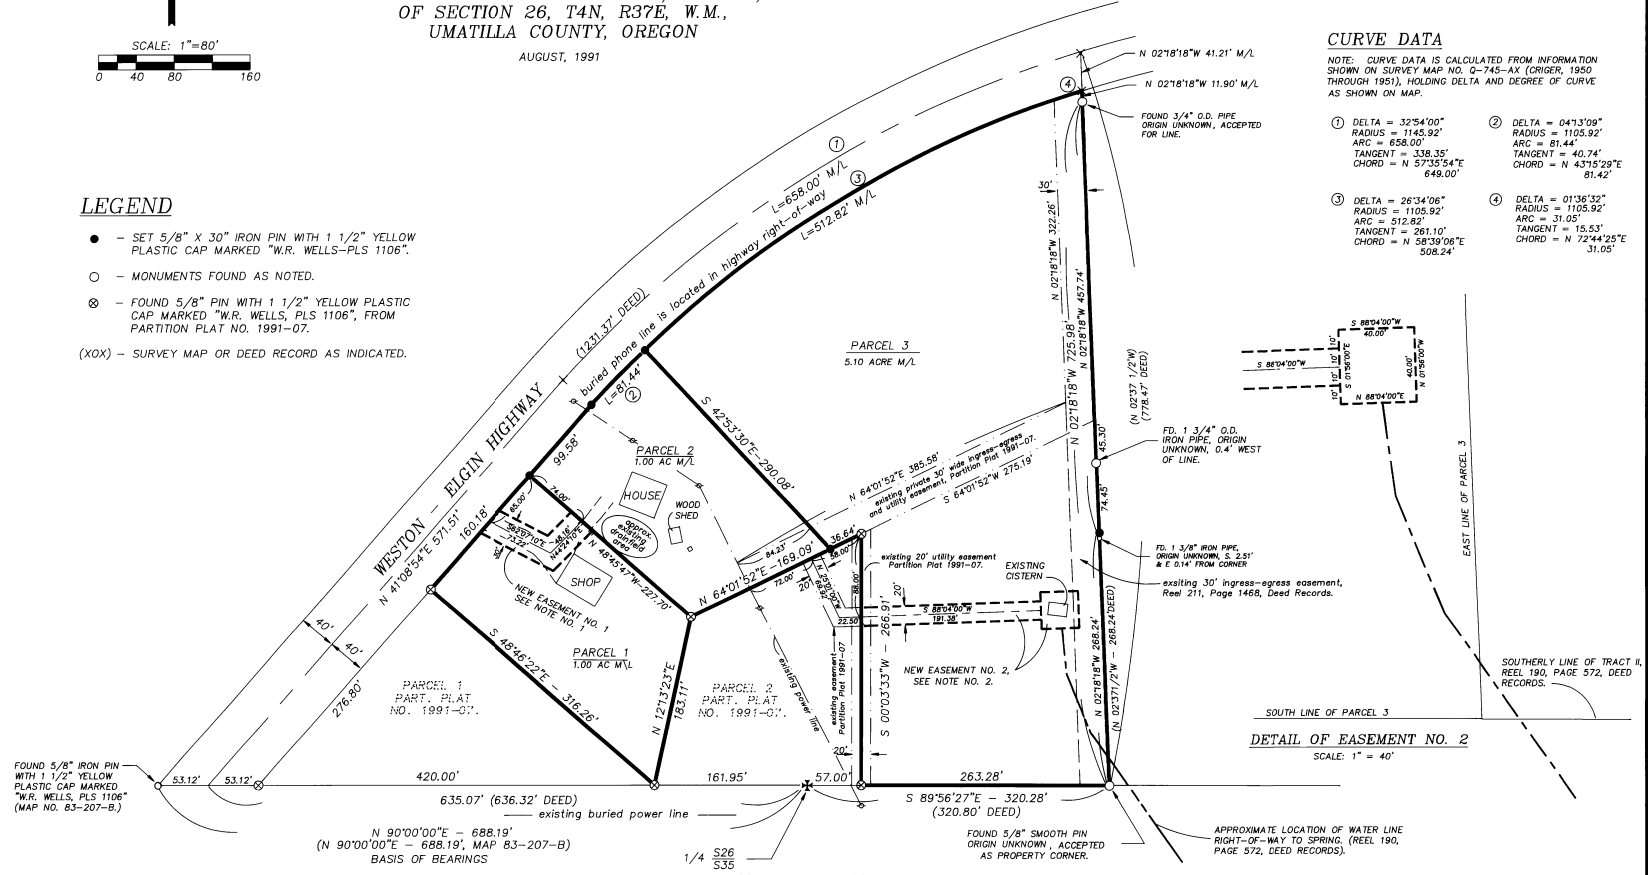 OF SECTION 26, T4N, R37E, W.M.,
UMATILLA COUNTY, OREGON
AUGUST, 1991
SCALE: 1"=80'
0 40 80 160
LEGEND
● – SET 5/8" X 30" IRON PIN WITH 1 1/2" YELLOW
PLASTIC CAP MARKED "W.R. WELLS–PLS 1106".
○ – MONUMENTS FOUND AS NOTED.
⊗ – FOUND 5/8" PIN WITH 1 1/2" YELLOW PLASTIC
CAP MARKED "W.R. WELLS, PLS 1106", FROM
PARTITION PLAT NO. 1991–07.
(XOX) – SURVEY MAP OR DEED RECORD AS INDICATED.
CURVE DATA
NOTE: CURVE DATA IS CALCULATED FROM INFORMATION
SHOWN ON SURVEY MAP NO. Q–745–AX (CRIGER, 1950
THROUGH 1951), HOLDING DELTA AND DEGREE OF CURVE
AS SHOWN ON MAP.
① DELTA = 32°54'00"
RADIUS = 1145.92'
ARC = 658.00'
TANGENT = 338.35'
CHORD = N 57°35'54"E
649.00'
② DELTA = 04°13'09"
RADIUS = 1105.92'
ARC = 81.44'
TANGENT = 40.74'
CHORD = N 43°15'29"E
81.42'
③ DELTA = 26°34'06"
RADIUS = 1105.92'
ARC = 512.82'
TANGENT = 261.10'
CHORD = N 58°39'06"E
508.24'
④ DELTA = 01°36'32"
RADIUS = 1105.92'
ARC = 31.05'
TANGENT = 15.53'
CHORD = N 72°44'25"E
31.05'
N 02°18'18"W 41.21' M/L
④
N 02°18'18"W 11.90' M/L
FOUND 3/4" O.D. PIPE
ORIGIN UNKNOWN, ACCEPTED
FOR LINE.
①
L=658.00' M/L
③
L=512.82' M/L
buried phone line is located in highway right-of-way
(1231.37' DEED)
WESTON – ELGIN HIGHWAY
N 41°08'54"E 571.51'
L=81.44'
②
99.58'
160.18'
276.80'
40'
40'
30'
N 02°18'18"W 322.26'
N 02°18'18"W 725.98'
N 02°18'18"W 457.74'
(N 02°37 1/2'W)
(778.47' DEED)
PARCEL 3
5.10 ACRE M/L
S 42°53'30"E–290.08'
N 64°01'52"E 385.58'
existing private 30' wide ingress-egress
and utility easement, Partition Plat 1991-07.
S 64°01'52"W 275.19'
45.30'
FD. 1 3/4" O.D.
IRON PIPE, ORIGIN
UNKNOWN, 0.4' WEST
OF LINE.
74.45'
FD. 1 3/8" IRON PIPE,
ORIGIN UNKNOWN, S. 2.51'
& E 0.14' FROM CORNER
exsiting 30' ingress-egress easement,
Reel 211, Page 1468, Deed Records.
PARCEL 2
1.00 AC M/L
HOUSE
WOOD
SHED
approx.
existing
drainfield
area
74.00'
65.00'
S82°07'10"E
73.22'
48.16'
N44°24'10"E
20'
SHOP
NEW EASEMENT NO. 1
SEE NOTE NO. 1
N 48°45'47"W–227.70'
N 64°01'52"E–169.09'
84.23'
72.00'
36.64'
58.00'
20'
N 25°01'00"W
69.92'
22.50'
88.00'
existing 20' utility easement
Partition Plat 1991-07.
20'
S 88°04'00"W
191.38'
EXISTING
CISTERN
NEW EASEMENT NO. 2,
SEE NOTE NO. 2.
PARCEL 1
1.00 AC M\L
S 48°46'22"E – 316.26'
N 12°13'23"E
183.11'
PARCEL 1
PART. PLAT
NO. 1991-07.
PARCEL 2
PART. PLAT
NO. 1991-07.
existing power line
existing easement
Partition Plat 1991-07
S 00°03'33"W – 266.91'
N 02°18'18"W 268.24'
(N 02°37 1/2'W – 268.24' DEED)
20'
FOUND 5/8" IRON PIN
WITH 1 1/2" YELLOW
PLASTIC CAP MARKED
"W.R. WELLS, PLS 1106"
(MAP NO. 83–207–B.)
53.12'
53.12'
420.00'
161.95'
57.00'
263.28'
635.07' (636.32' DEED)
existing buried power line
S 89°56'27"E – 320.28'
(320.80' DEED)
N 90°00'00"E – 688.19'
(N 90°00'00"E – 688.19', MAP 83–207–B)
BASIS OF BEARINGS
1/4 S26
S35
FOUND 5/8" SMOOTH PIN
ORIGIN UNKNOWN, ACCEPTED
AS PROPERTY CORNER.
APPROXIMATE LOCATION OF WATER LINE
RIGHT–OF–WAY TO SPRING. (REEL 190,
PAGE 572, DEED RECORDS).
S 88°04'00"W
40.00'
10'
10'
10'
10'
S 88°04'00"W
S 01°56'00"E
40.00'
N 01°56'00"W
N 88°04'00"E
EAST LINE OF PARCEL 3
SOUTHERLY LINE OF TRACT II,
REEL 190, PAGE 572, DEED
RECORDS.
SOUTH LINE OF PARCEL 3
DETAIL OF EASEMENT NO. 2
SCALE: 1" = 40'